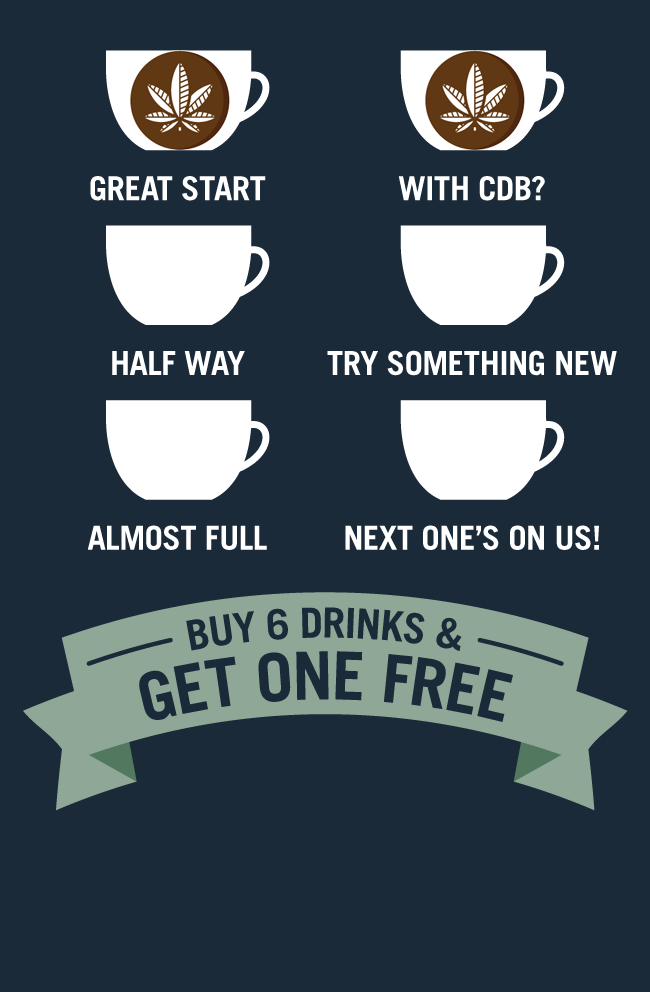 GREAT START
WITH CDB?
HALF WAY
TRY SOMETHING NEW
ALMOST FULL
NEXT ONE'S ON US!
BUY 6 DRINKS &
GET ONE FREE